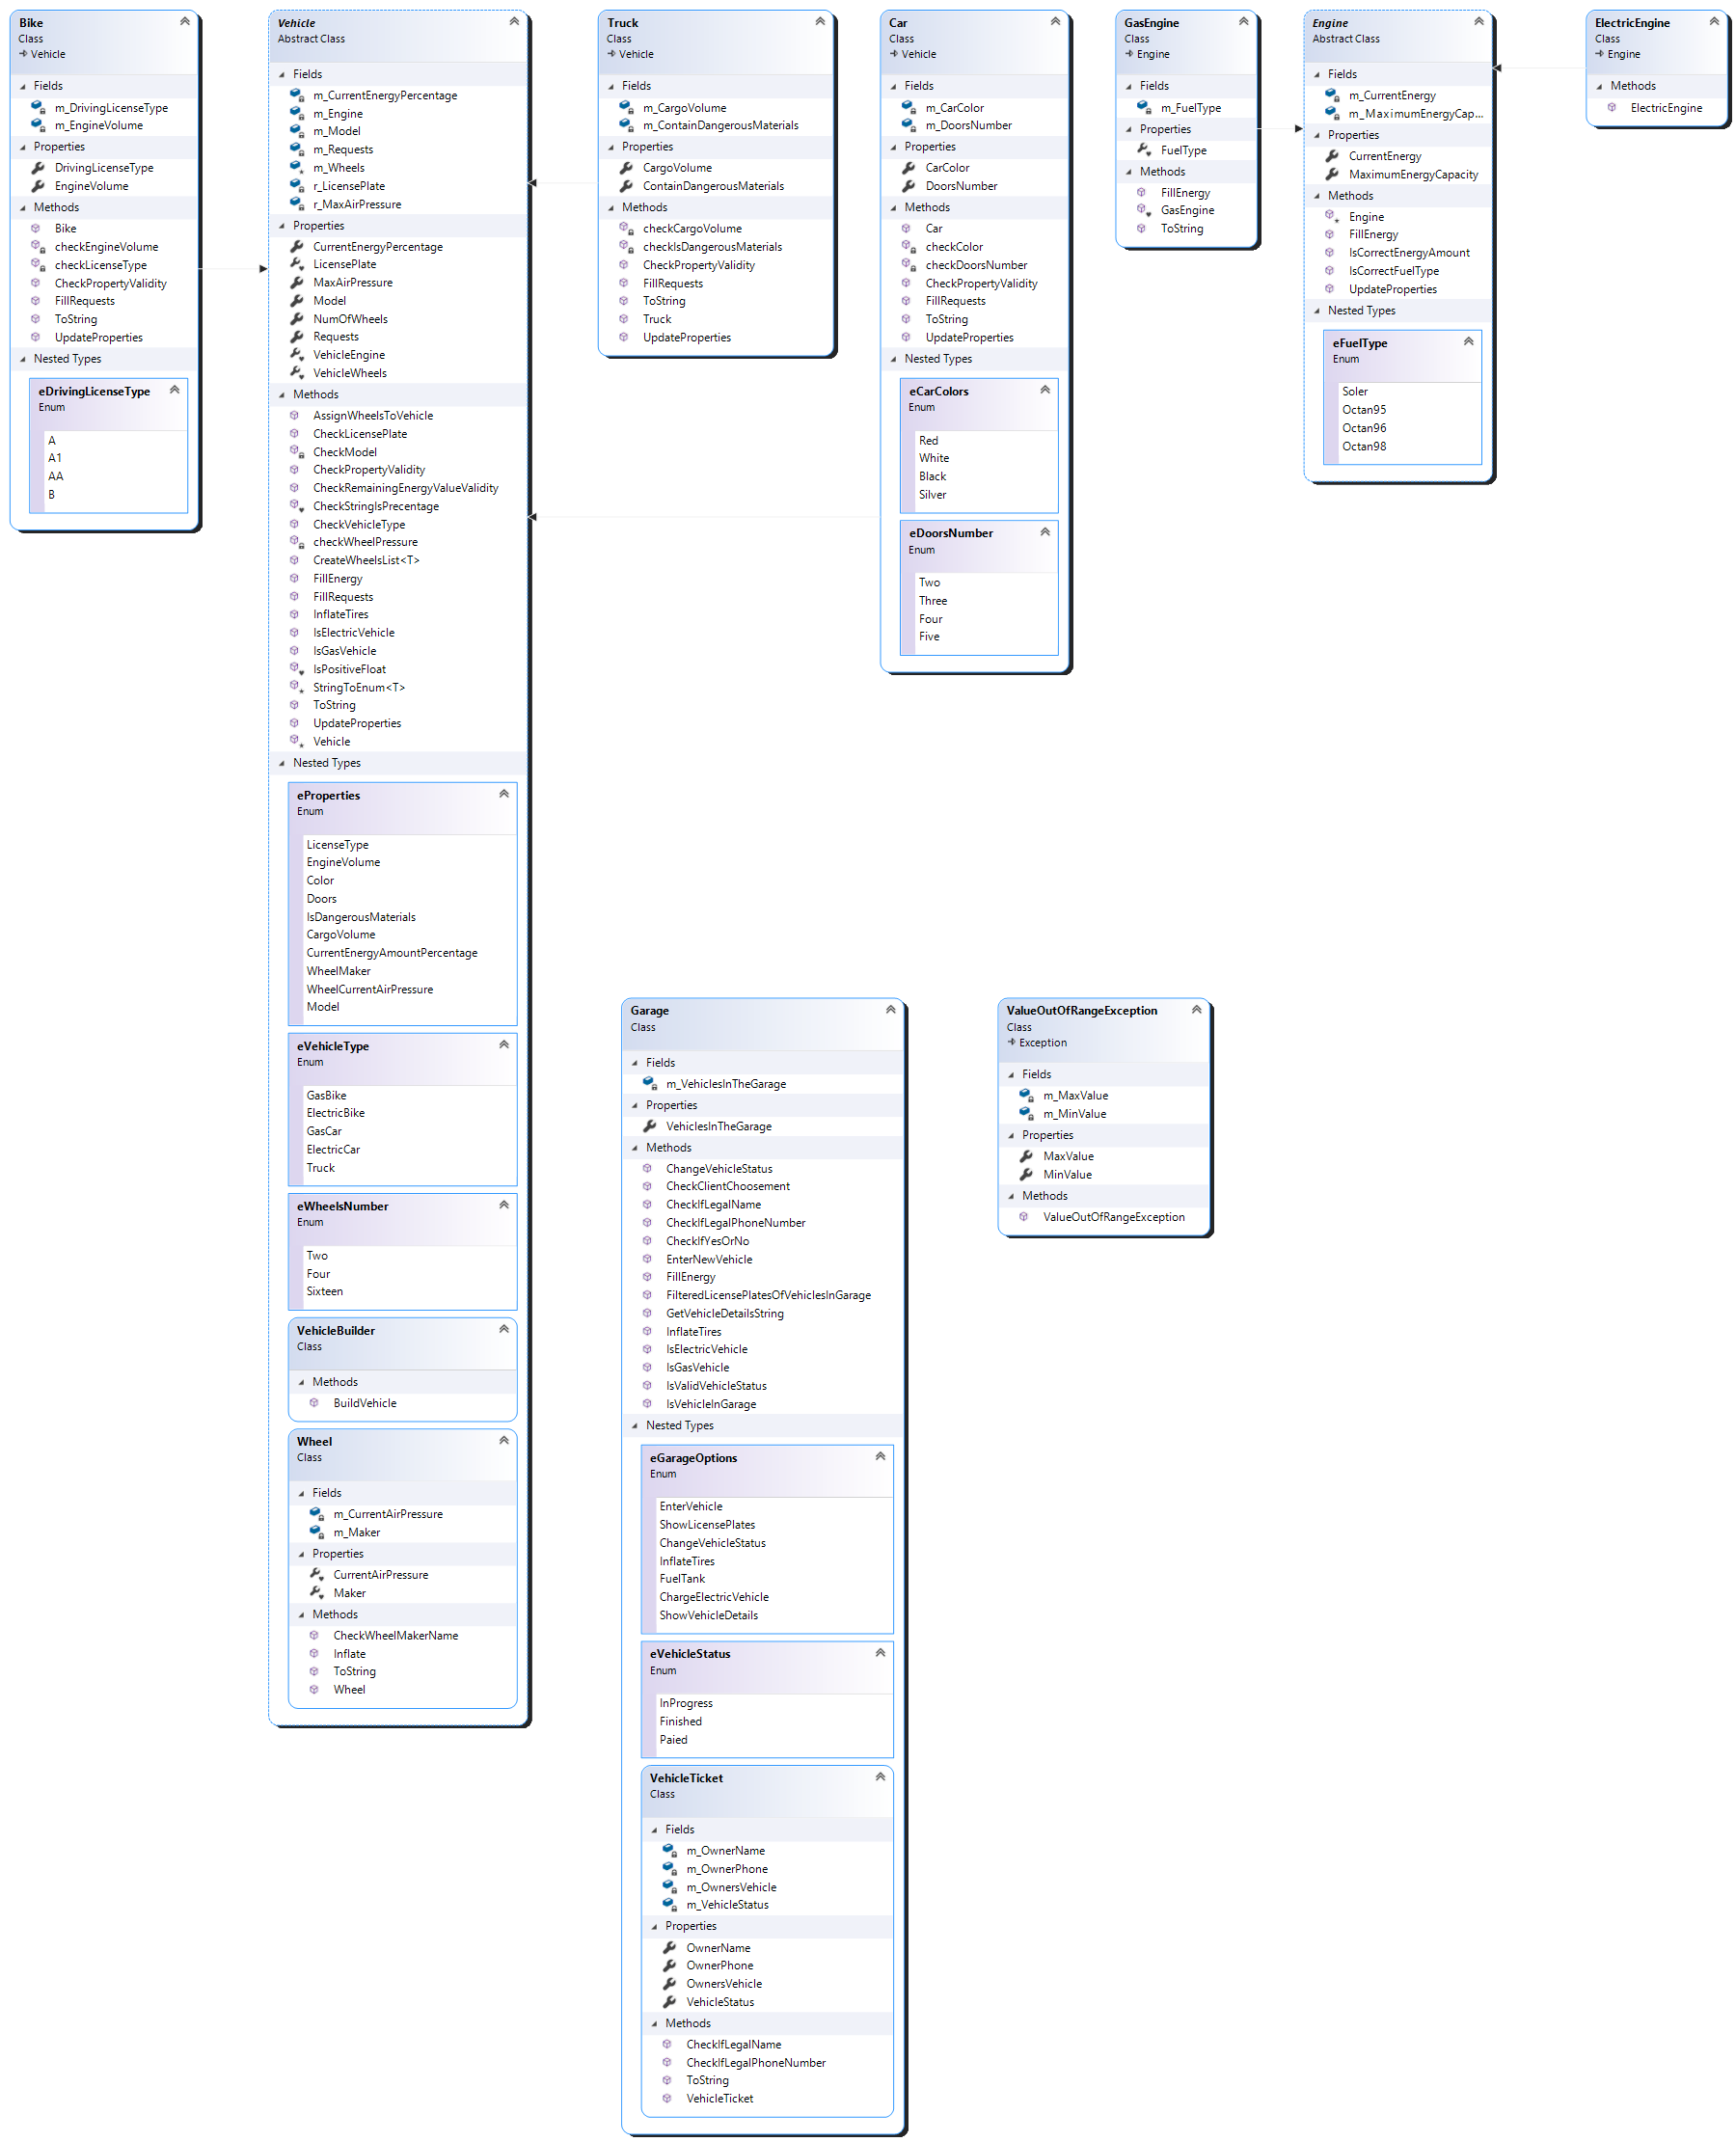 Bike
Class
Vehicle
Fields
m_DrivingLicenseType
m_EngineVolume
Properties
DrivingLicenseType
EngineVolume
Methods
Bike
checkEngineVolume
checkLicenseType
CheckPropertyValidity
FillRequests
ToString
UpdateProperties
Nested Types
eDrivingLicenseType
Enum
A
A1
AA
B
Vehicle
Abstract Class
Fields
m_CurrentEnergyPercentage
m_Engine
m_Model
m_Requests
m_Wheels
r_LicensePlate
r_MaxAirPressure
Properties
CurrentEnergyPercentage
LicensePlate
MaxAirPressure
Model
NumOfWheels
Requests
VehicleEngine
VehicleWheels
Methods
AssignWheelsToVehicle
CheckLicensePlate
CheckModel
CheckPropertyValidity
CheckRemainingEnergyValueValidity
CheckStringIsPrecentage
CheckVehicleType
checkWheelPressure
CreateWheelsList<T>
FillEnergy
FillRequests
InflateTires
IsElectricVehicle
IsGasVehicle
IsPositiveFloat
StringToEnum<T>
ToString
UpdateProperties
Vehicle
Nested Types
eProperties
Enum
LicenseType
EngineVolume
Color
Doors
IsDangerousMaterials
CargoVolume
CurrentEnergyAmountPercentage
WheelMaker
WheelCurrentAirPressure
Model
eVehicleType
Enum
GasBike
ElectricBike
GasCar
ElectricCar
Truck
eWheelsNumber
Enum
Two
Four
Sixteen
VehicleBuilder
Class
Methods
BuildVehicle
Wheel
Class
Fields
m_CurrentAirPressure
m_Maker
Properties
CurrentAirPressure
Maker
Methods
CheckWheelMakerName
Inflate
ToString
Wheel
Truck
Class
Vehicle
Fields
m_CargoVolume
m_ContainDangerousMaterials
Properties
CargoVolume
ContainDangerousMaterials
Methods
checkCargoVolume
checkIsDangerousMaterials
CheckPropertyValidity
FillRequests
ToString
Truck
UpdateProperties
Car
Class
Vehicle
Fields
m_CarColor
m_DoorsNumber
Properties
CarColor
DoorsNumber
Methods
Car
checkColor
checkDoorsNumber
CheckPropertyValidity
FillRequests
ToString
UpdateProperties
Nested Types
eCarColors
Enum
Red
White
Black
Silver
eDoorsNumber
Enum
Two
Three
Four
Five
GasEngine
Class
Engine
Fields
m_FuelType
Properties
FuelType
Methods
FillEnergy
GasEngine
ToString
Engine
Abstract Class
Fields
m_CurrentEnergy
m_MaximumEnergyCap...
Properties
CurrentEnergy
MaximumEnergyCapacity
Methods
Engine
FillEnergy
IsCorrectEnergyAmount
IsCorrectFuelType
UpdateProperties
Nested Types
eFuelType
Enum
Soler
Octan95
Octan96
Octan98
ElectricEngine
Class
Engine
Methods
ElectricEngine
Garage
Class
Fields
m_VehiclesInTheGarage
Properties
VehiclesInTheGarage
Methods
ChangeVehicleStatus
CheckClientChoosement
CheckIfLegalName
CheckIfLegalPhoneNumber
CheckIfYesOrNo
EnterNewVehicle
FillEnergy
FilteredLicensePlatesOfVehiclesInGarage
GetVehicleDetailsString
InflateTires
IsElectricVehicle
IsGasVehicle
IsValidVehicleStatus
IsVehicleInGarage
Nested Types
eGarageOptions
Enum
EnterVehicle
ShowLicensePlates
ChangeVehicleStatus
InflateTires
FuelTank
ChargeElectricVehicle
ShowVehicleDetails
eVehicleStatus
Enum
InProgress
Finished
Paied
VehicleTicket
Class
Fields
m_OwnerName
m_OwnerPhone
m_OwnersVehicle
m_VehicleStatus
Properties
OwnerName
OwnerPhone
OwnersVehicle
VehicleStatus
Methods
CheckIfLegalName
CheckIfLegalPhoneNumber
ToString
VehicleTicket
ValueOutOfRangeException
Class
Exception
Fields
m_MaxValue
m_MinValue
Properties
MaxValue
MinValue
Methods
ValueOutOfRangeException